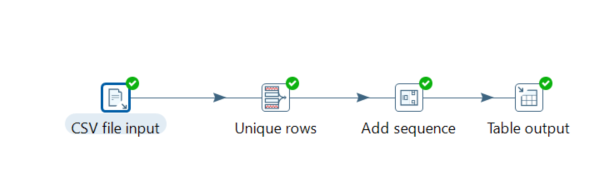 CSV file input
Unique rows
Add sequence
Table output